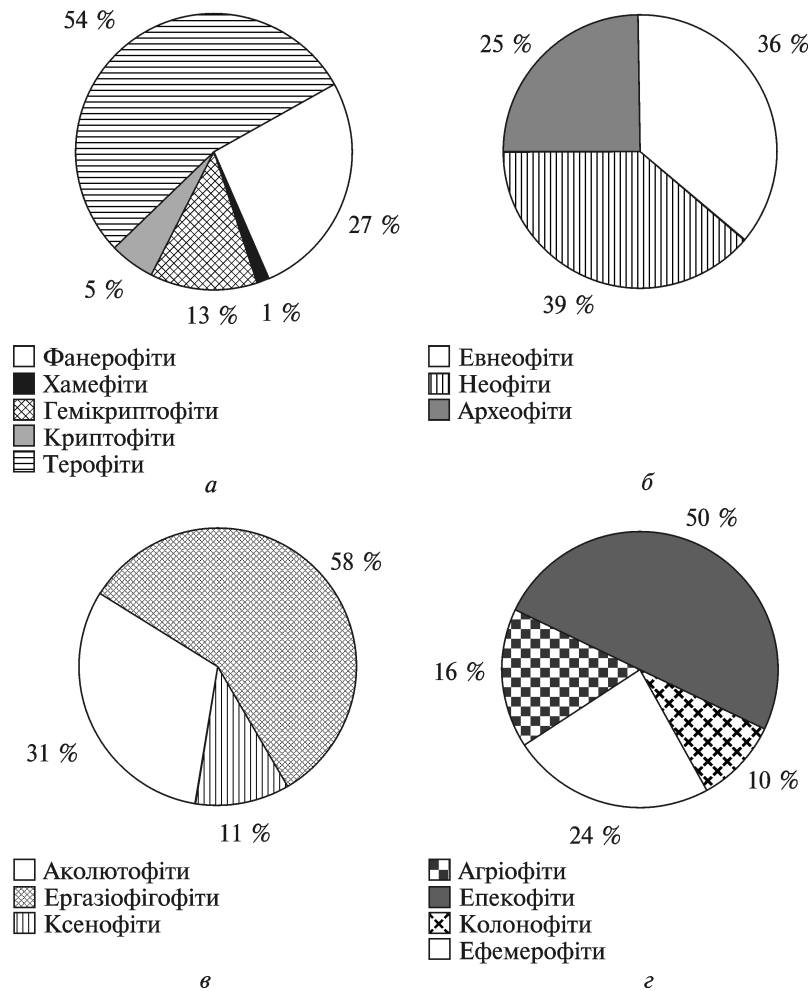 54 %
27 %
5 %
13 %
1 %
Фанерофіти
Хамефіти
Гемікриптофіти
Криптофіти
Терофіти
а
25 %
36 %
39 %
Евнеофіти
Неофіти
Археофіти
б
58 %
31 %
11 %
Аколютофіти
Ергазіофігофіти
Ксенофіти
в
50 %
16 %
10 %
24 %
Агріофіти
Епекофіти
Колонофіти
Ефемерофіти
г